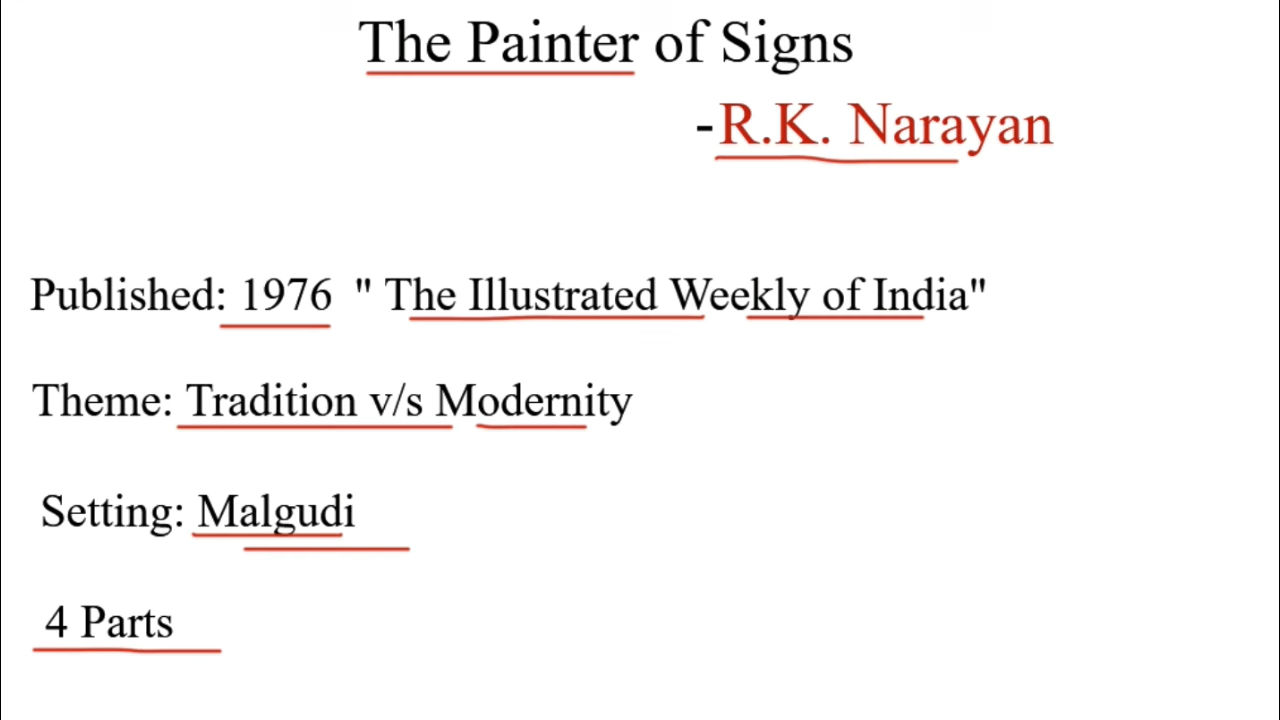 The Painter of Signs
-R.K. Narayan
Published: 1976 " The Illustrated Weekly of India"
Theme: Tradition v/s Modernity
Setting: Malgudi
4 Parts